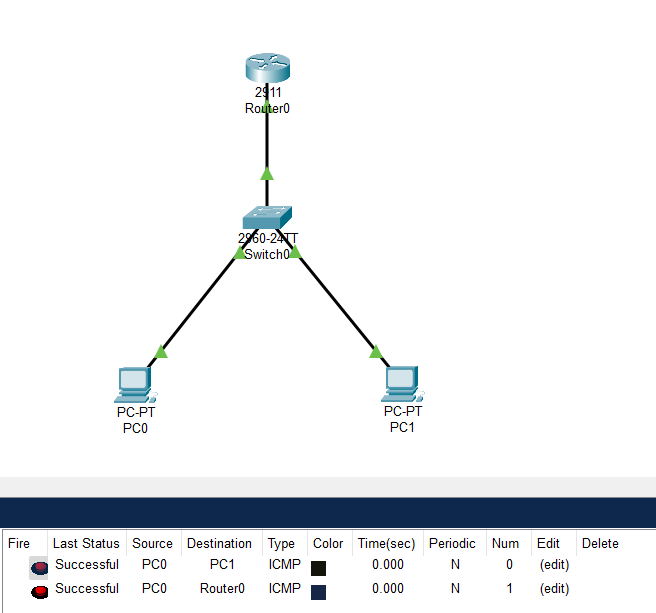 2911
Router0
2960-24TT
Switch0
PC-PT
PC0
PC-PT
PC1
Fire Last Status Source Destination Type Color Time(sec) Periodic Num Edit Delete
Successful PC0 PC1 ICMP 0.000 N 0 (edit)
Successful PC0 Router0 ICMP 0.000 N 1 (edit)